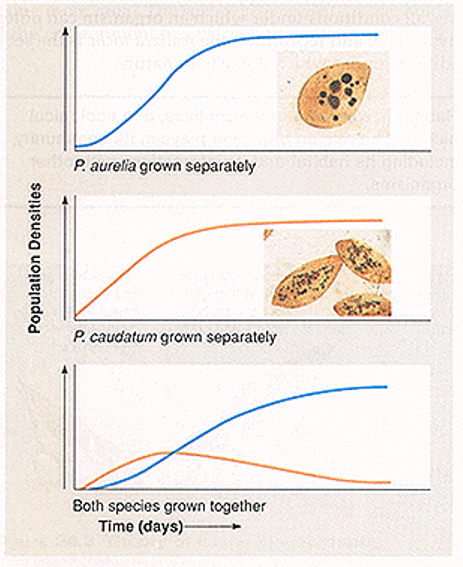 P. aurelia grown separately
Population Densities
P. caudatum grown separately
Both species grown together
Time (days)